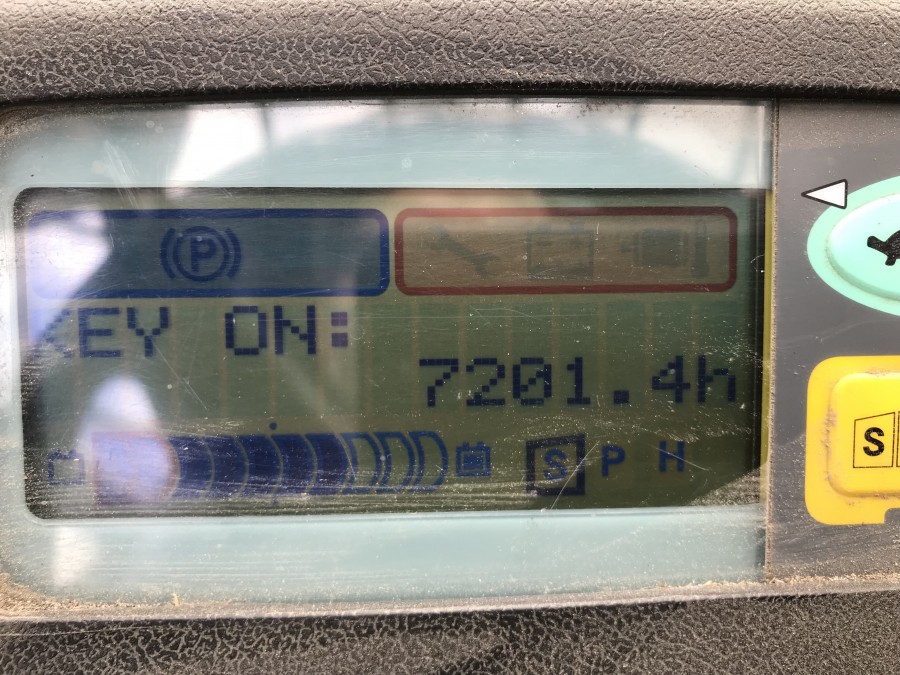 P
KEY ON:
7201.4h
S P H
S